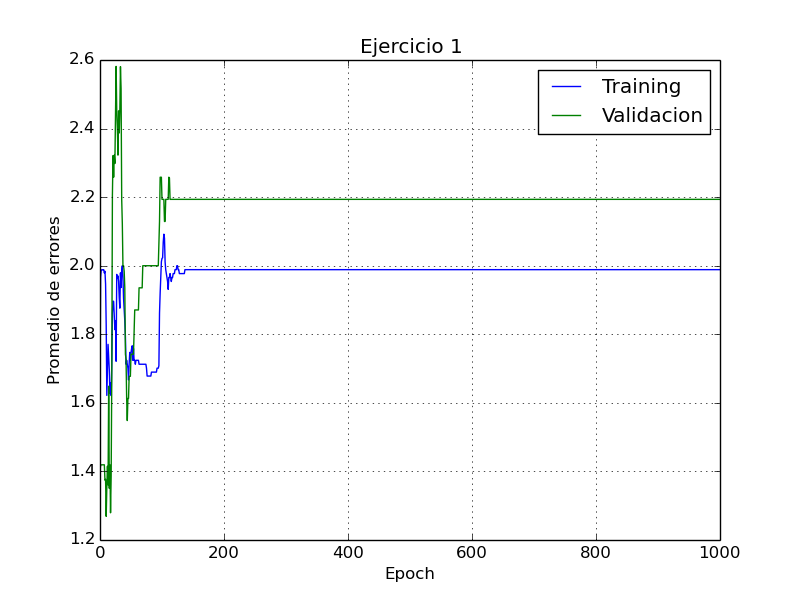 Ejercicio 1
Training
Validacion
Promedio de errores
2.6
2.4
2.2
2.0
1.8
1.6
1.4
1.2
0 200 400 600 800 1000
Epoch